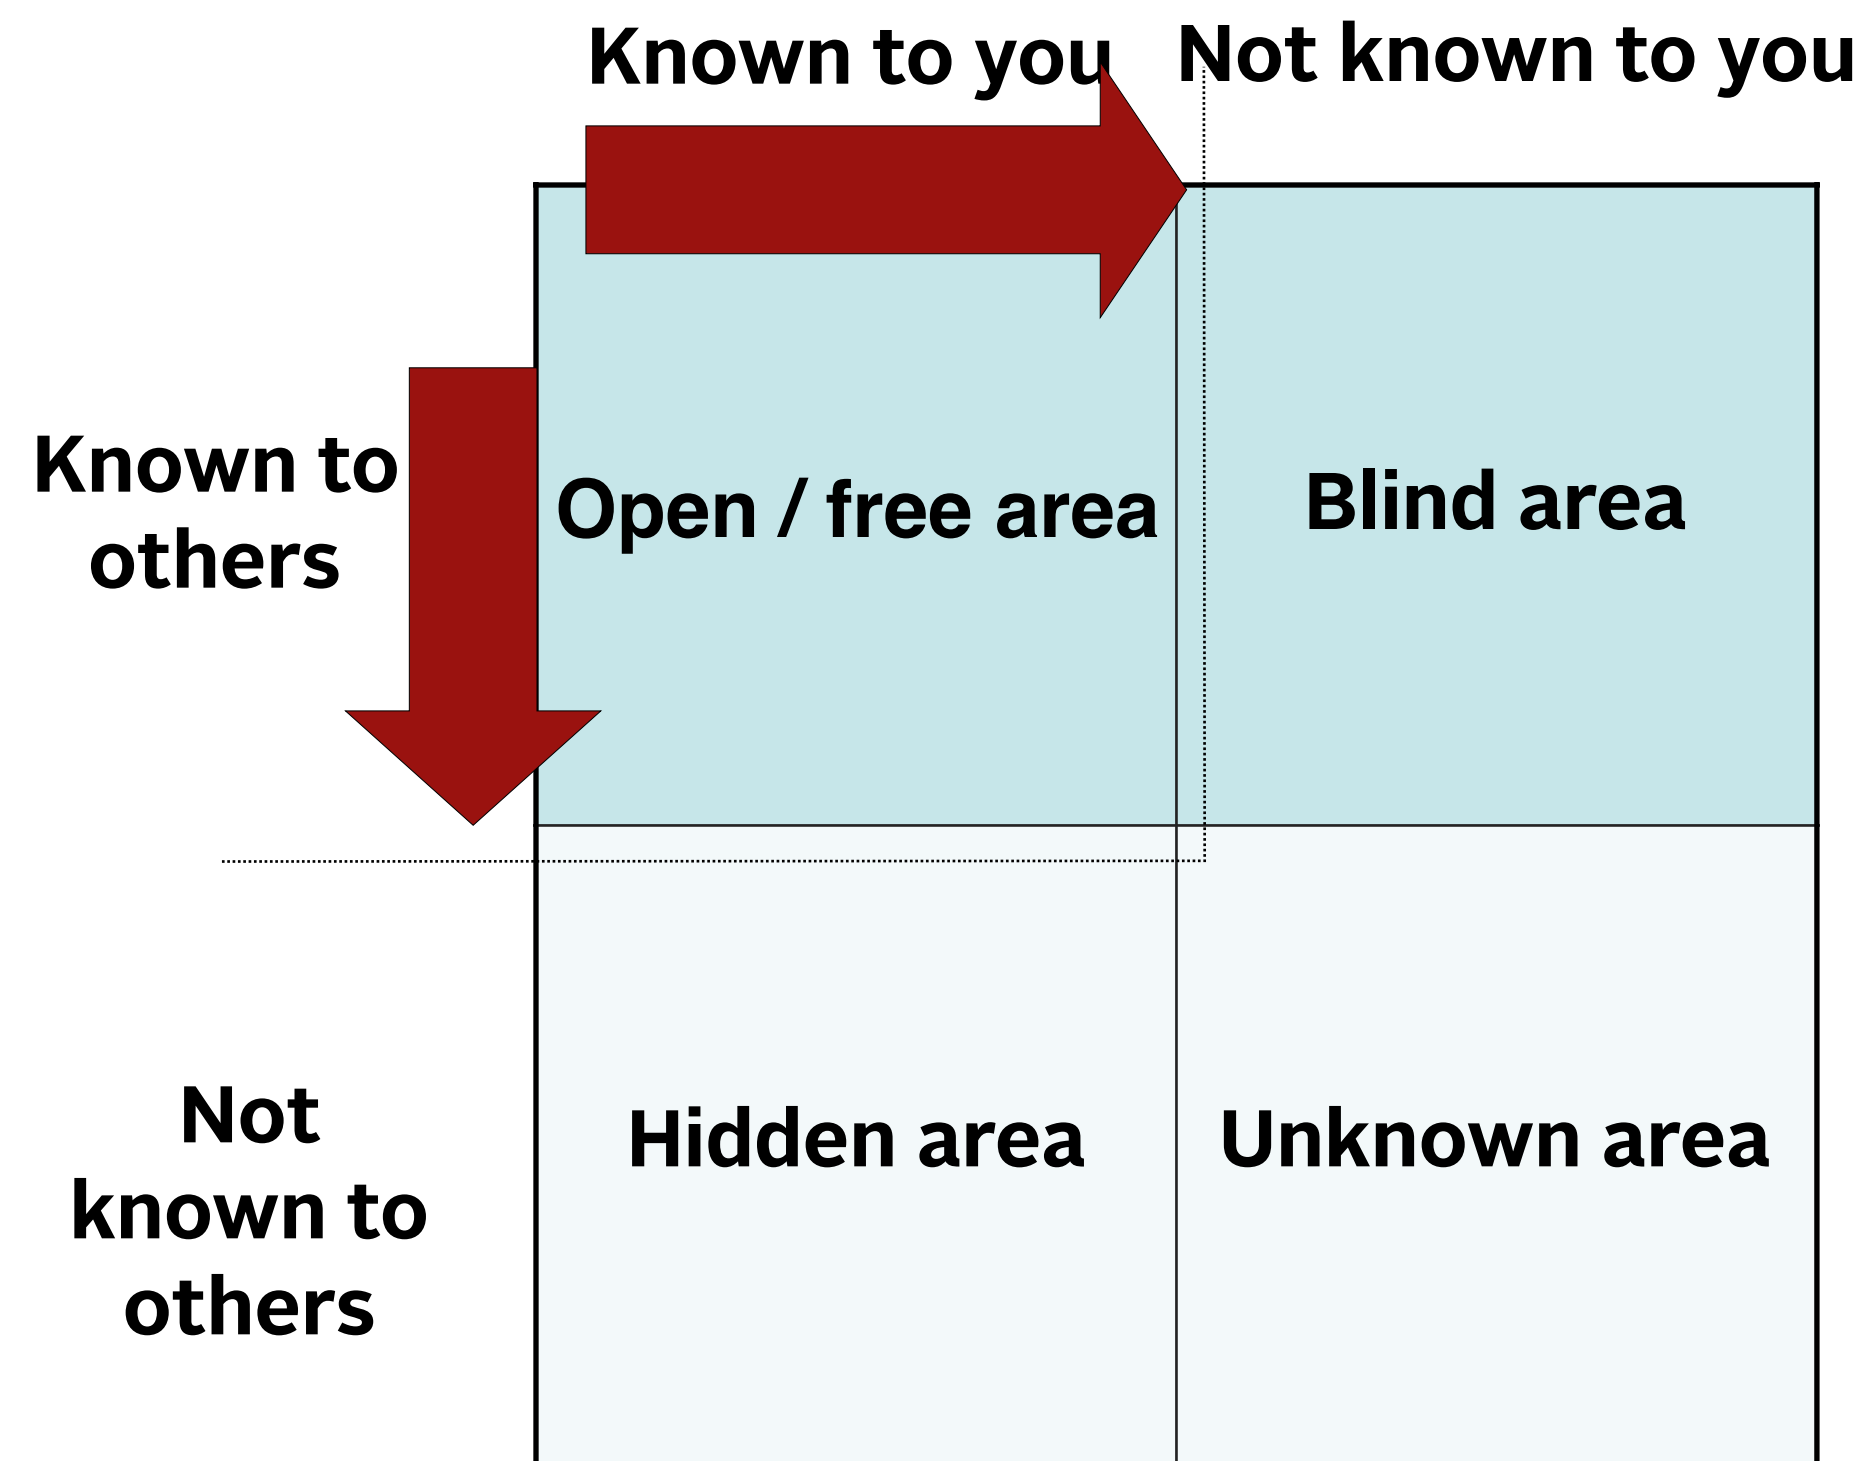 Known to you
Not known to you
Known to
others
Open / free area
Blind area
Not
known to
others
Hidden area
Unknown area